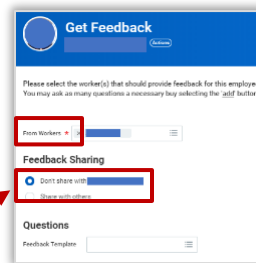 Get Feedback
Actions
Please select the worker(s) that should provide feedback for this employe
You may ask as many questions a necessary buy selecting the 'add' button
From Workers *
Feedback Sharing
Don't share with
Share with others
Questions
Feedback Template